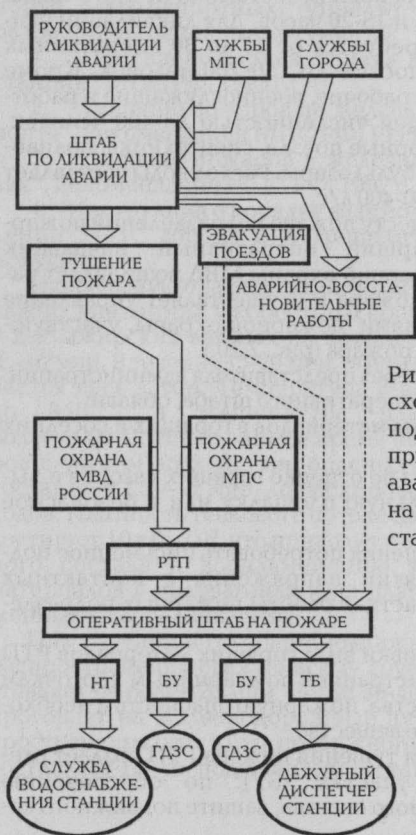 РУКОВОДИТЕЛЬ
ЛИКВИДАЦИИ
АВАРИИ
СЛУЖБЫ
МПС
СЛУЖБЫ
ГОРОДА
ШТАБ
ПО ЛИКВИДАЦИИ
АВАРИИ
ЭВАКУАЦИЯ
ПОЕЗДОВ
ТУШЕНИЕ
ПОЖАРА
АВАРИЙНО-ВОССТА-
НОВИТЕЛЬНЫЕ
РАБОТЫ
ПОЖАРНАЯ
ОХРАНА
МВД
РОССИИ
ПОЖАРНАЯ
ОХРАНА
МПС
РТП
ОПЕРАТИВНЫЙ ШТАБ НА ПОЖАРЕ
НТ
БУ
БУ
ТБ
ГДЗС
ГДЗС
СЛУЖБА
ВОДОСНАБЖЕ-
НИЯ СТАНЦИИ
ДЕЖУРНЫЙ
ДИСПЕТЧЕР
СТАНЦИИ
Ри
схе
под
при
ава
на
ста